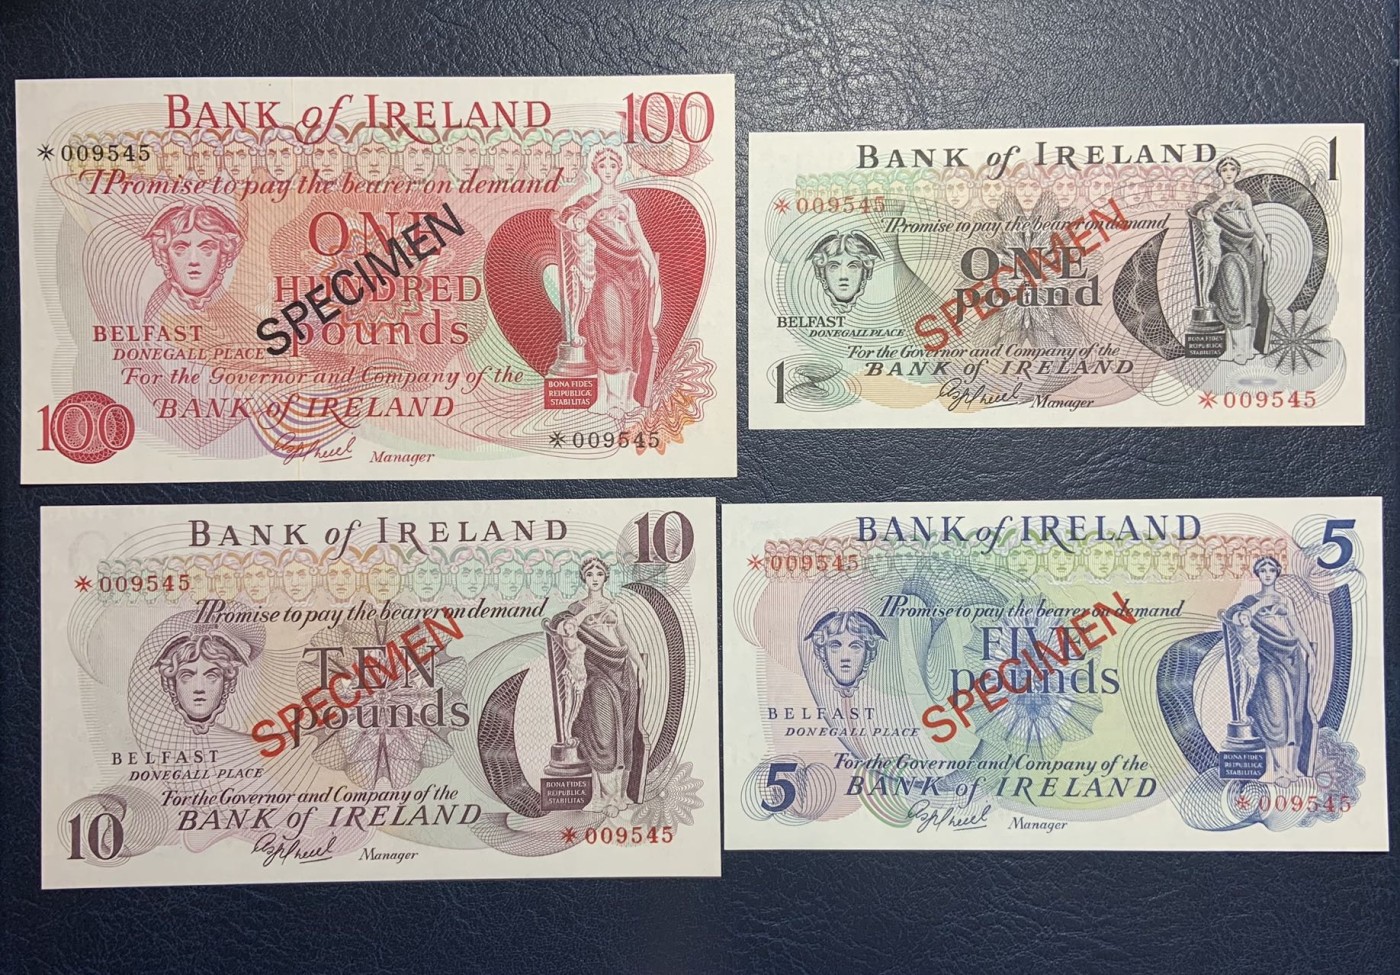 BANK of IRELAND 100
*009545
I Promise to pay the bearer on demand
ONE
HUNDRED
pounds
SPECIMEN
BELFAST
DONEGALL PLACE
For the Governor and Company of the
BANK of IRELAND
BONA FIDES
REIPUBLICÆ
STABILITAS
100
*009545
Manager
BANK of IRELAND 1
*009545
I Promise to pay the bearer on demand
ONE
pound
SPECIMEN
BELFAST
DONEGALL PLACE
For the Governor and Company of the
BANK of IRELAND
BONA FIDES
REIPUBLICÆ
STABILITAS
1
Manager
*009545
BANK of IRELAND 10
*009545
I Promise to pay the bearer on demand
TEN
pounds
SPECIMEN
BELFAST
DONEGALL PLACE
For the Governor and Company of the
BANK of IRELAND
BONA FIDES
REIPUBLICÆ
STABILITAS
10
*009545
Manager
BANK of IRELAND 5
*009545
I Promise to pay the bearer on demand
FIVE
pounds
SPECIMEN
BELFAST
DONEGALL PLACE
For the Governor and Company of the
BANK of IRELAND
BONA FIDES
REIPUBLICÆ
STABILITAS
5
*009545
Manager